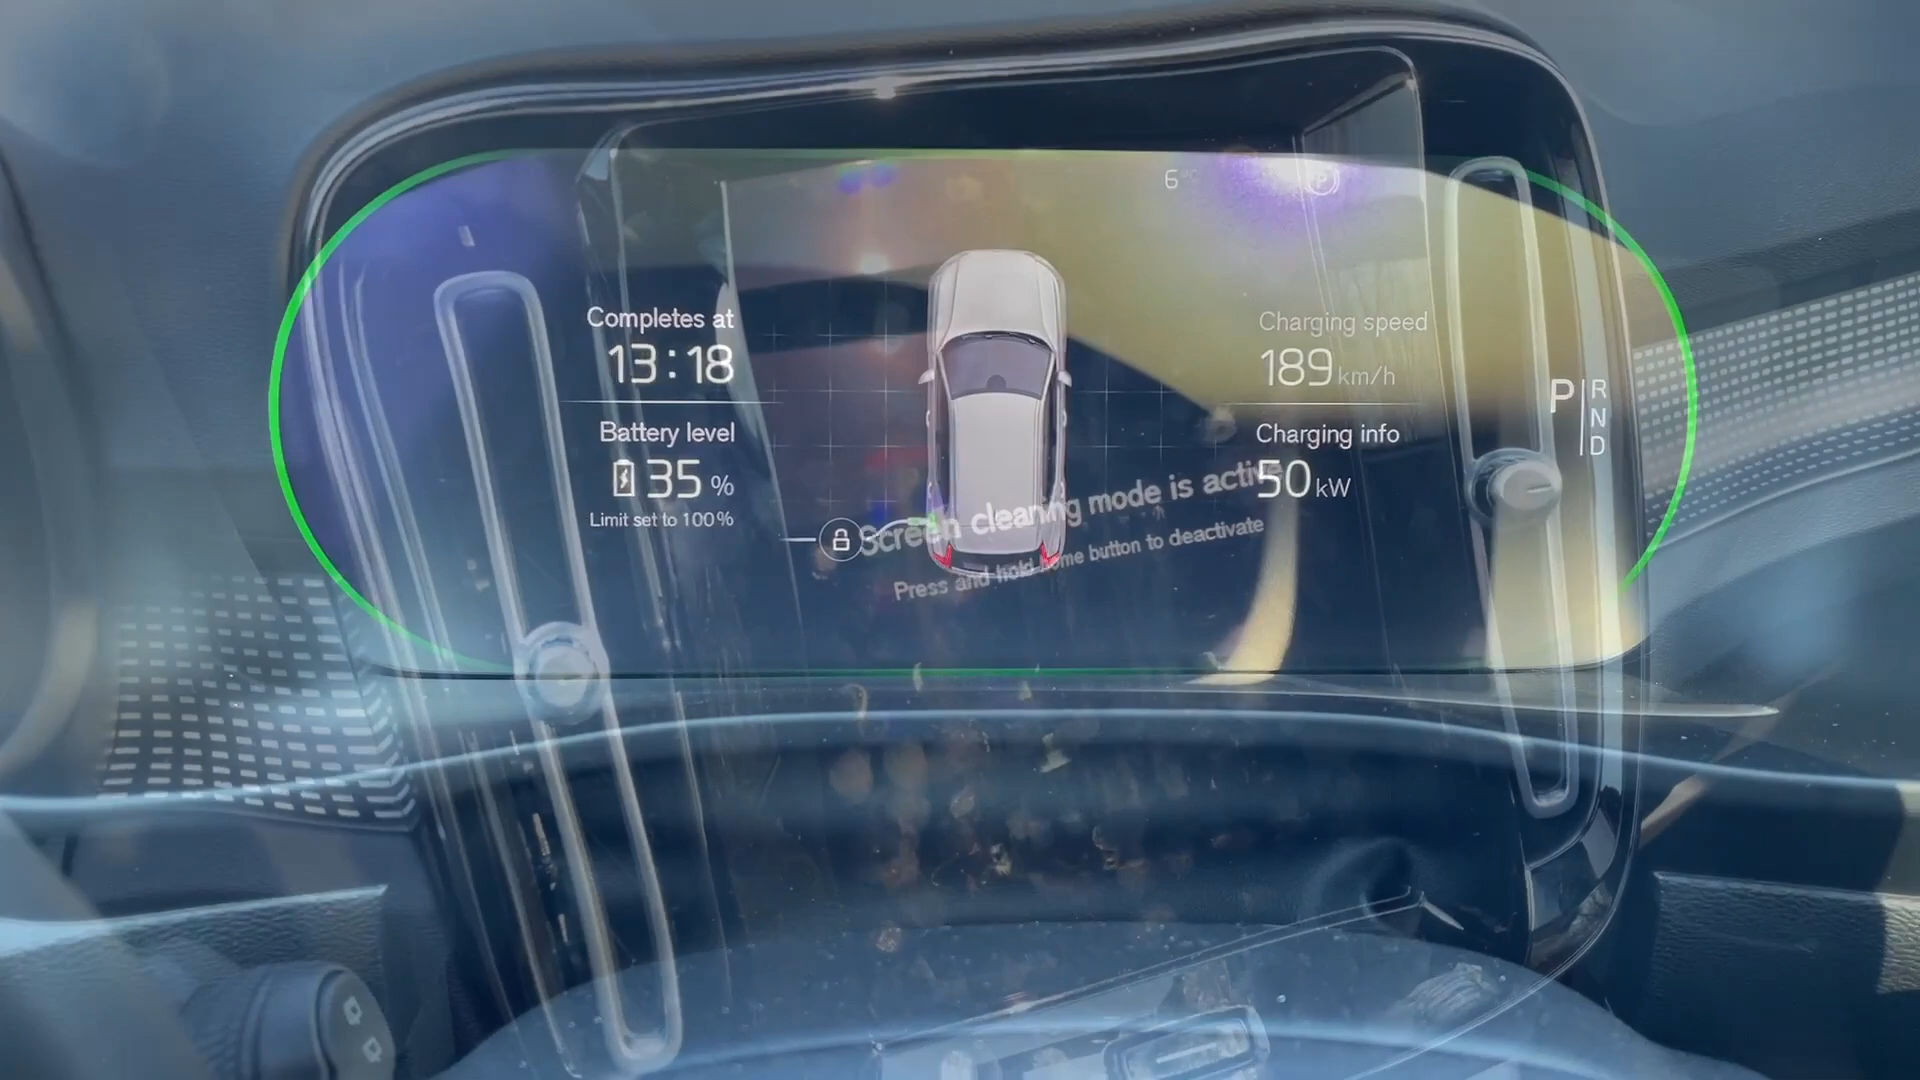 6°C
P
Completes at
13:18
Battery level
35 %
Limit set to 100%
Charging speed
189 km/h
Charging info
50 kW
P
R
N
D
Screen cleaning mode is active
Press and hold home button to deactivate